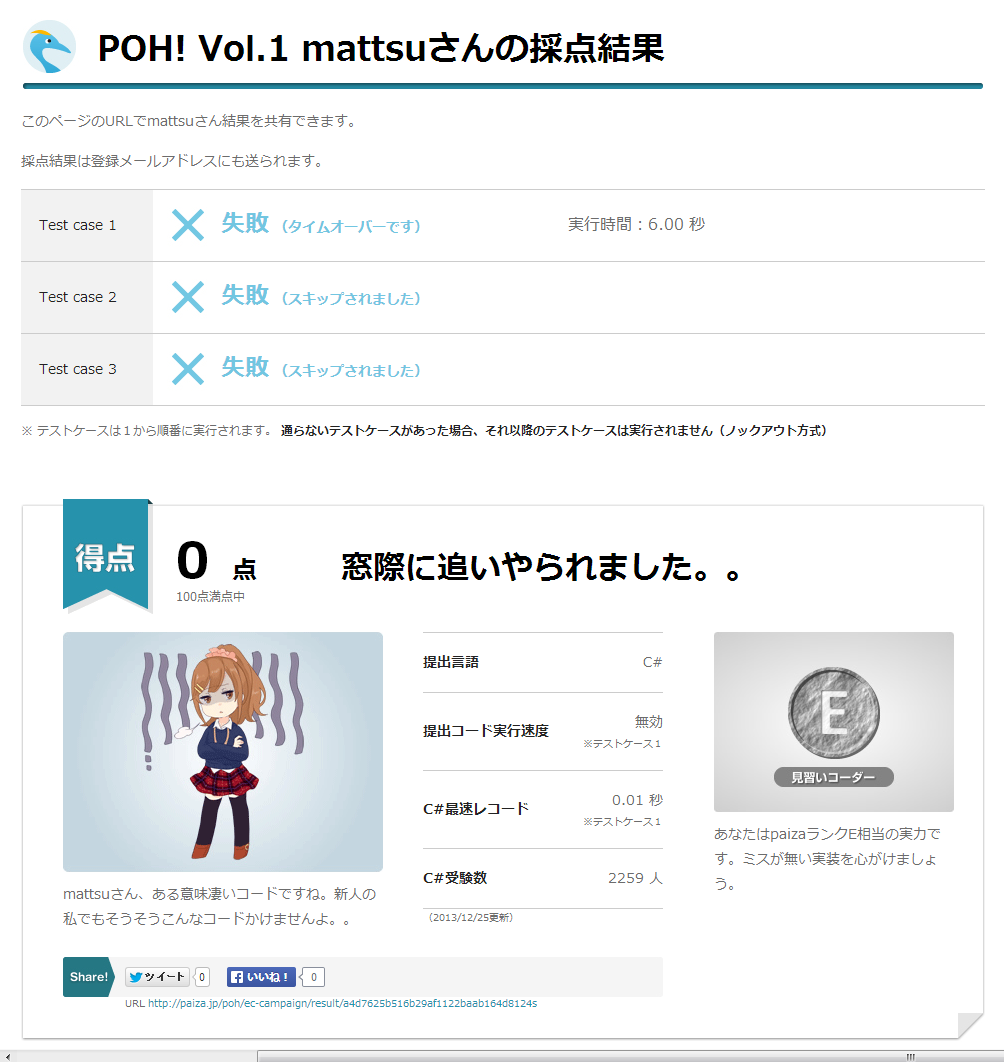 POH! Vol.1 mattsuさんの採点結果
このページのURLでmattsuさん結果を共有できます。
採点結果は登録メールアドレスにも送られます。
Test case 1 失敗 （タイムオーバーです） 実行時間：6.00 秒
Test case 2 失敗 （スキップされました）
Test case 3 失敗 （スキップされました）
※ テストケースは１から順番に実行されます。 通らないテストケースがあった場合、それ以降のテストケースは実行されません（ノックアウト方式）
得点 0 点 窓際に追いやられました。。
100点満点中
提出言語 C#
提出コード実行速度 無効
※テストケース１
C#最速レコード 0.01 秒
※テストケース１
C#受験数 2259 人
（2013/12/25更新）
E
見習いコーダー
あなたはpaizaランクE相当の実力で
す。ミスが無い実装を心がけましょ
う。
mattsuさん、ある意味凄いコードですね。新人の
私でもそうそうこんなコードかけませんよ。。
Share! ツイート 0 いいね！ 0
URL http://paiza.jp/poh/ec-campaign/result/a4d7625b516b29af1122baab164d8124s